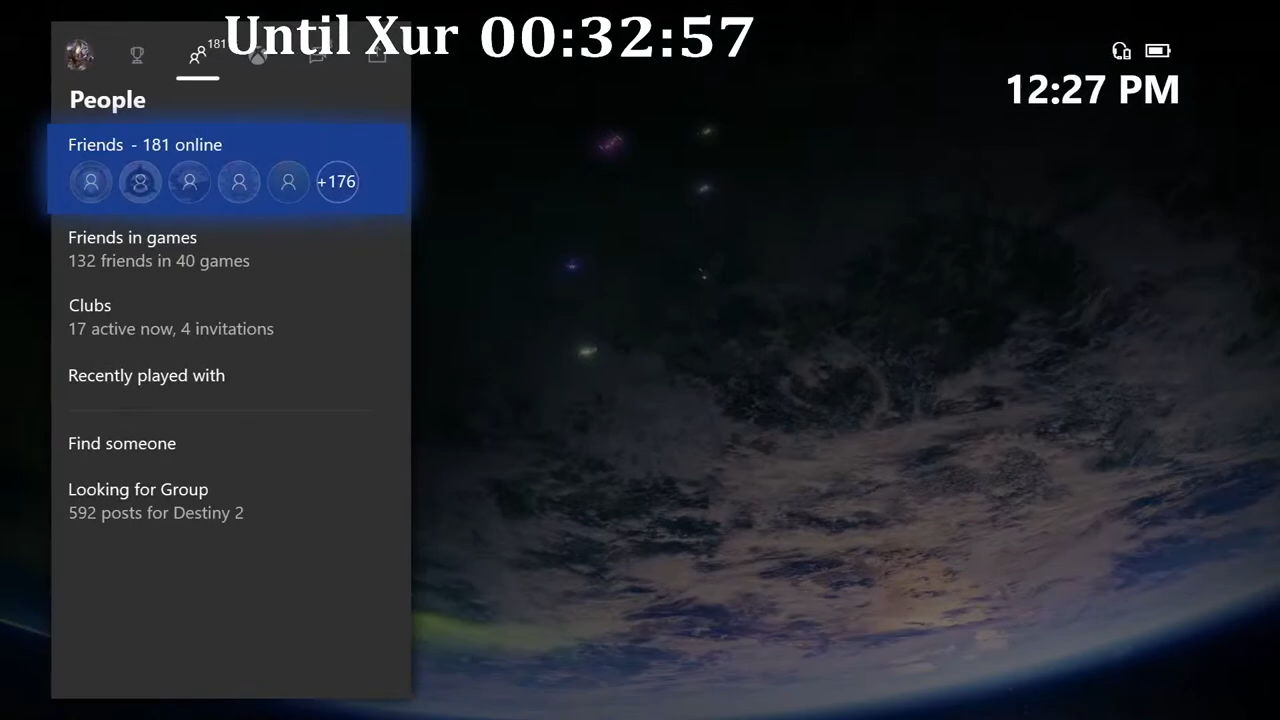 Until Xur 00:32:57
181
12:27 PM
People
Friends - 181 online
+176
Friends in games
132 friends in 40 games
Clubs
17 active now, 4 invitations
Recently played with
Find someone
Looking for Group
592 posts for Destiny 2